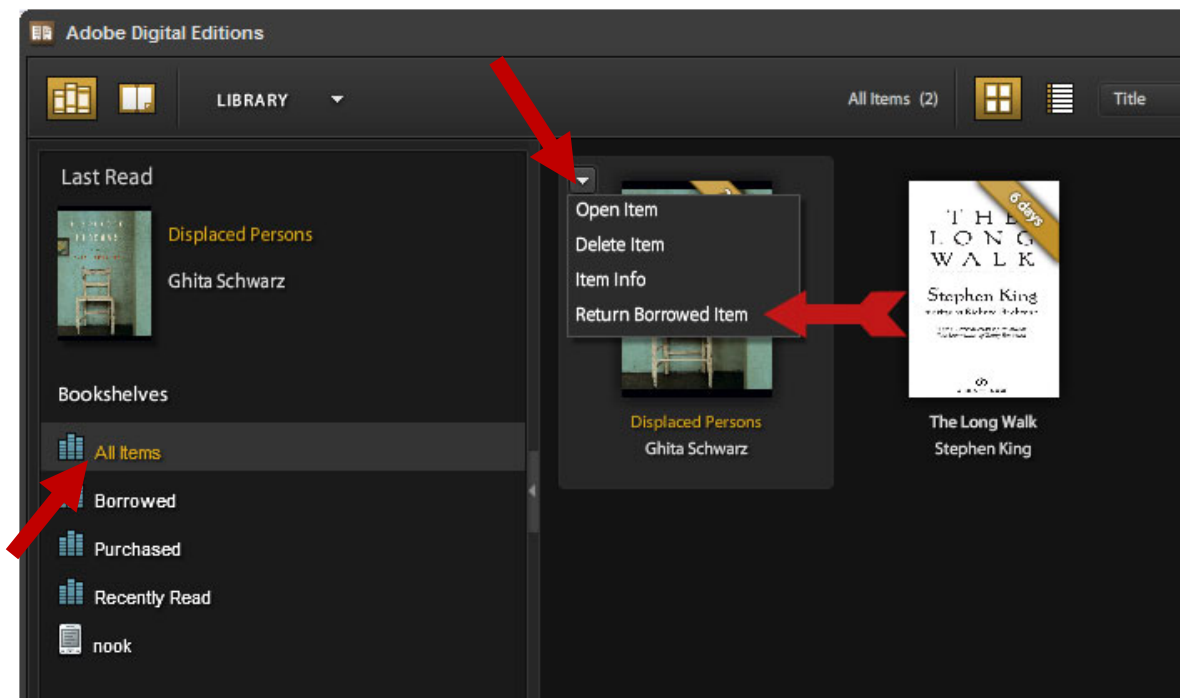 Adobe Digital Editions
LIBRARY
All Items (2)
Title
Last Read
Displaced Persons
Ghita Schwarz
Bookshelves
All Items
Borrowed
Purchased
Recently Read
nook
Open Item
Delete Item
Item Info
Return Borrowed Item
Displaced Persons
Ghita Schwarz
6 days
THE
LONG
WALK
Stephen King
The Long Walk
Stephen King